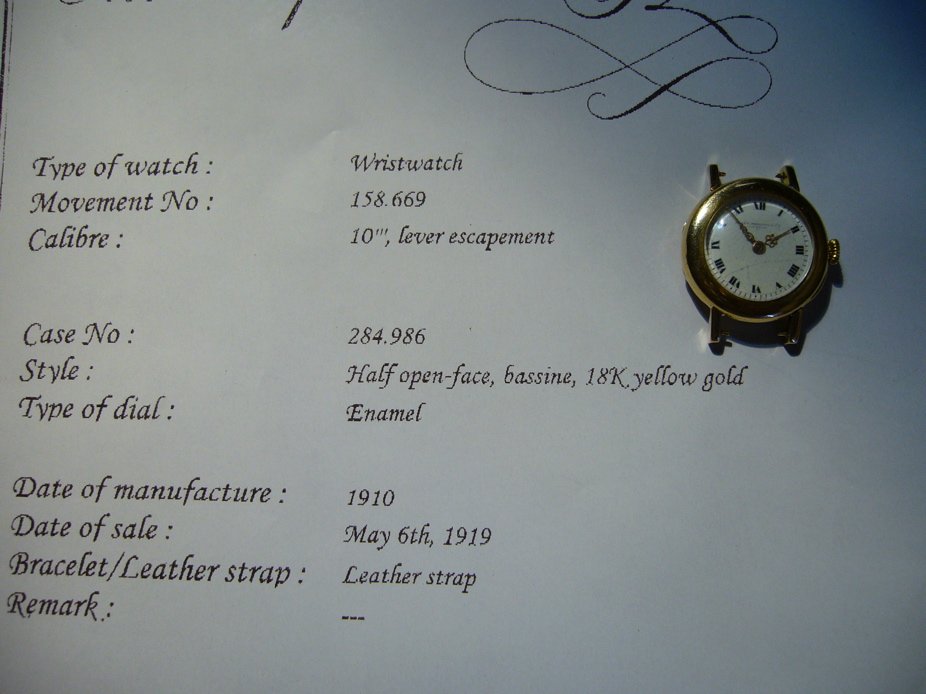 Type of watch : Wristwatch
Movement No : 158.669
Calibre : 10''', lever escapement
Case No : 284.986
Style : Half open-face, bassine, 18K yellow gold
Type of dial : Enamel
Date of manufacture : 1910
Date of sale : May 6th, 1919
Bracelet/Leather strap : Leather strap
Remark : ---